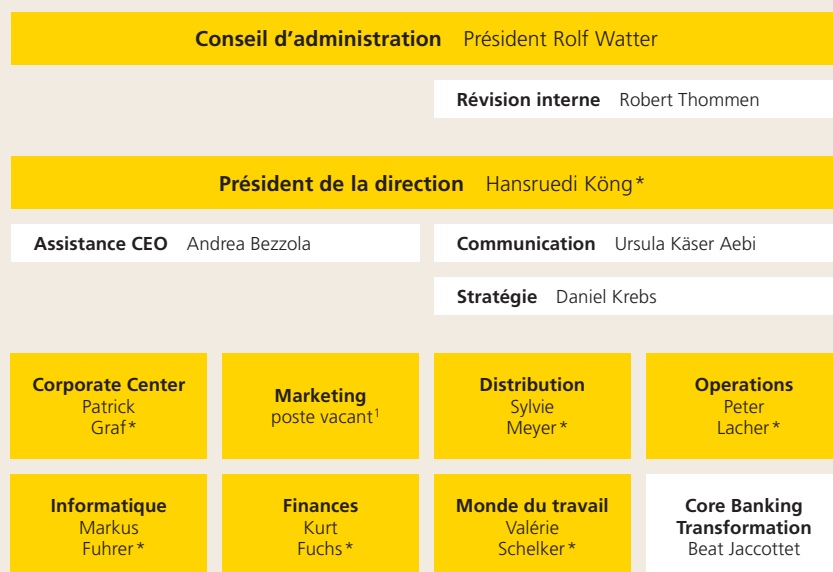 Conseil d’administration Président Rolf Watter
Révision interne Robert Thommen
Président de la direction Hansruedi Köng*
Assistance CEO Andrea Bezzola
Communication Ursula Käser Aebi
Stratégie Daniel Krebs
Corporate Center
Patrick
Graf*
Marketing
poste vacant¹
Distribution
Sylvie
Meyer*
Operations
Peter
Lacher*
Informatique
Markus
Fuhrer*
Finances
Kurt
Fuchs*
Monde du travail
Valérie
Schelker*
Core Banking
Transformation
Beat Jaccottet